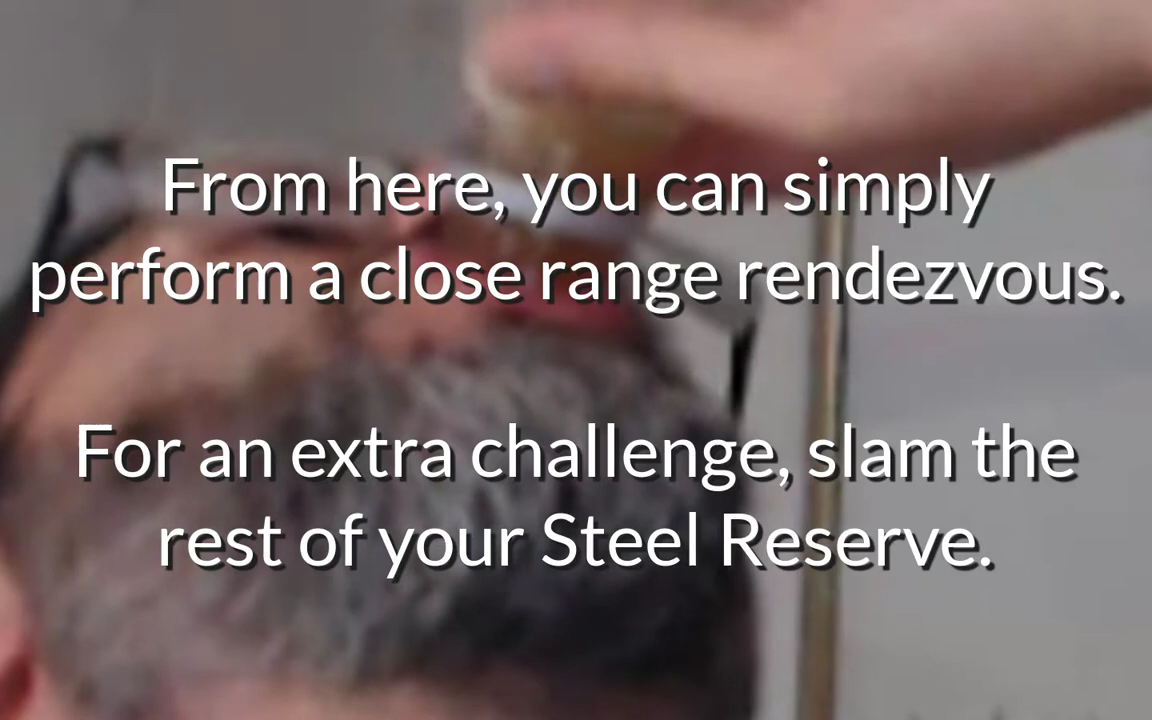 From here, you can simply
perform a close range rendezvous.
For an extra challenge, slam the
rest of your Steel Reserve.